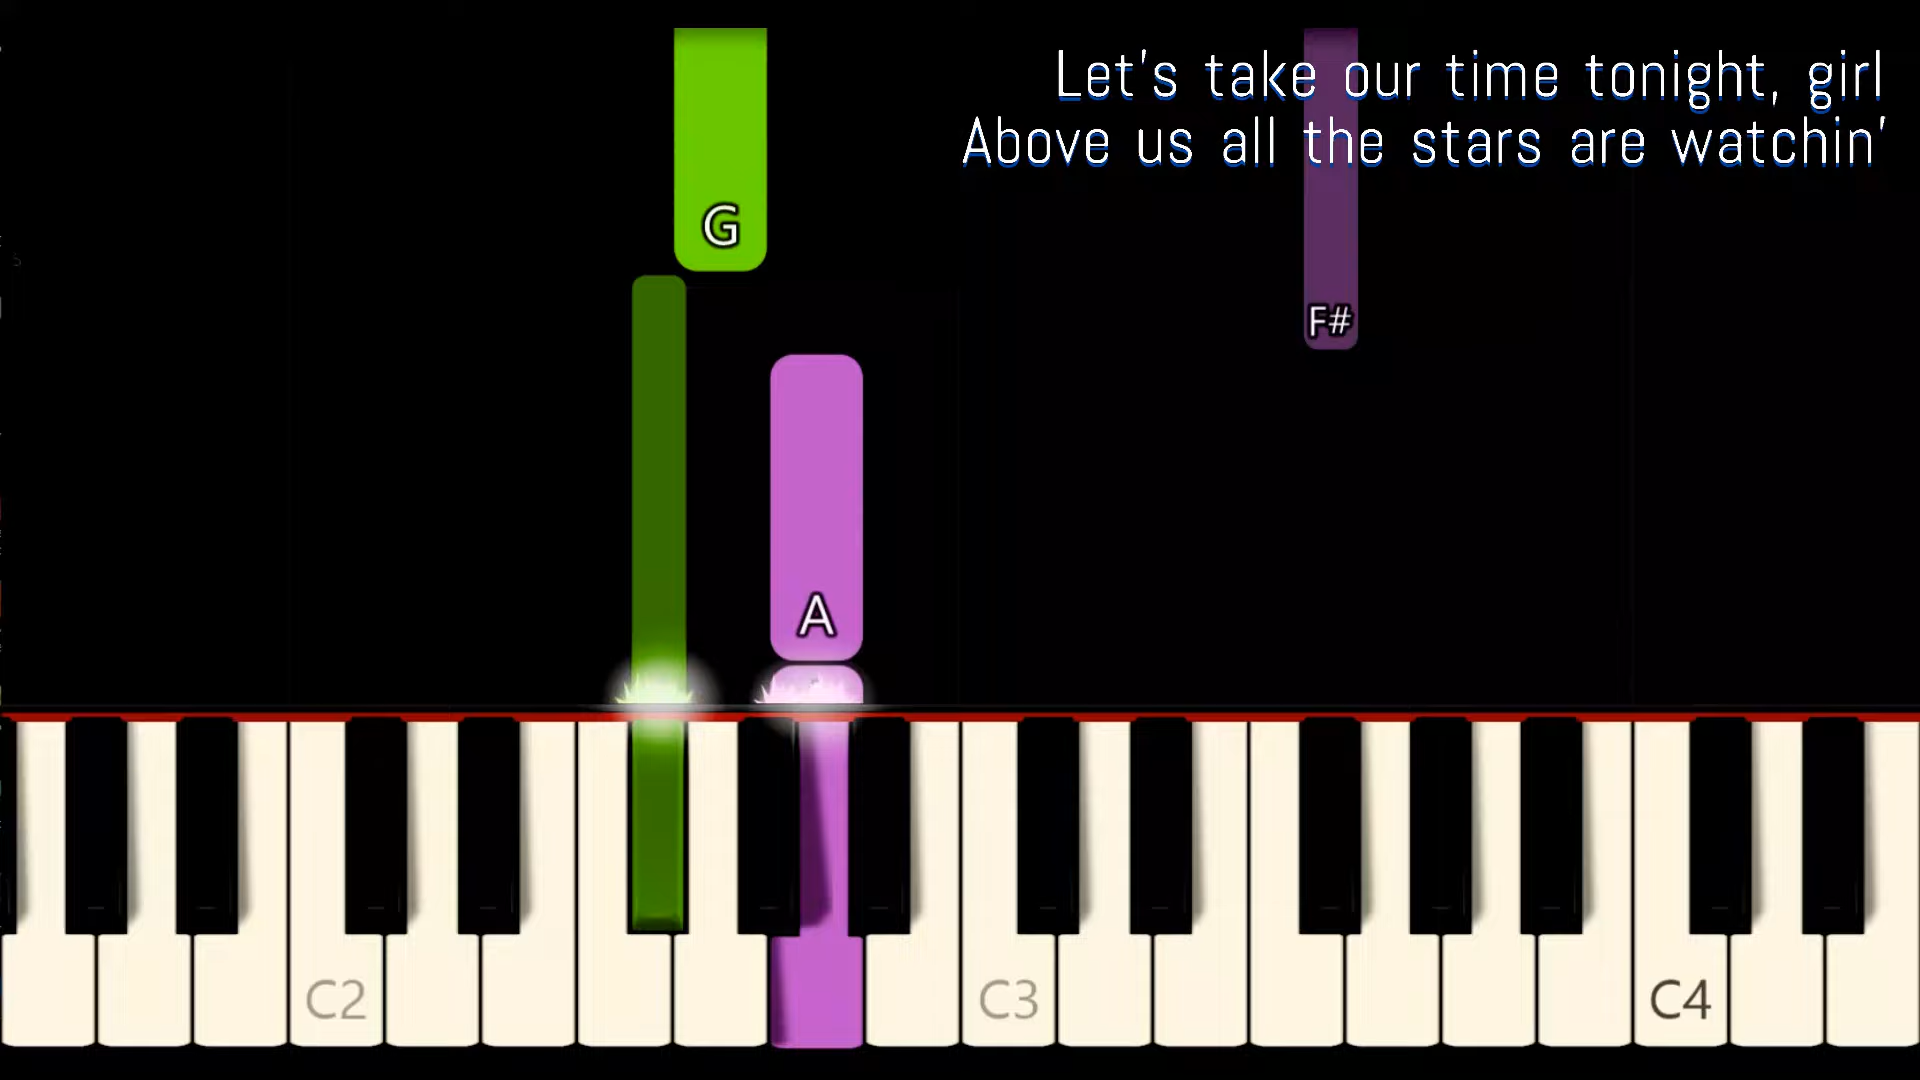 Let's take our time tonight, girl
Above us all the stars are watchin'
G
F#
A
C2
C3
C4